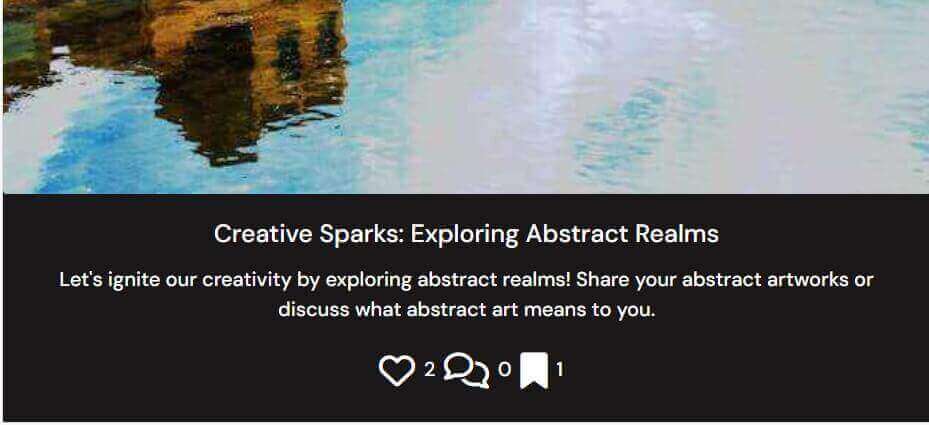 Creative Sparks: Exploring Abstract Realms
Let's ignite our creativity by exploring abstract realms! Share your abstract artworks or
discuss what abstract art means to you.
2 0 1